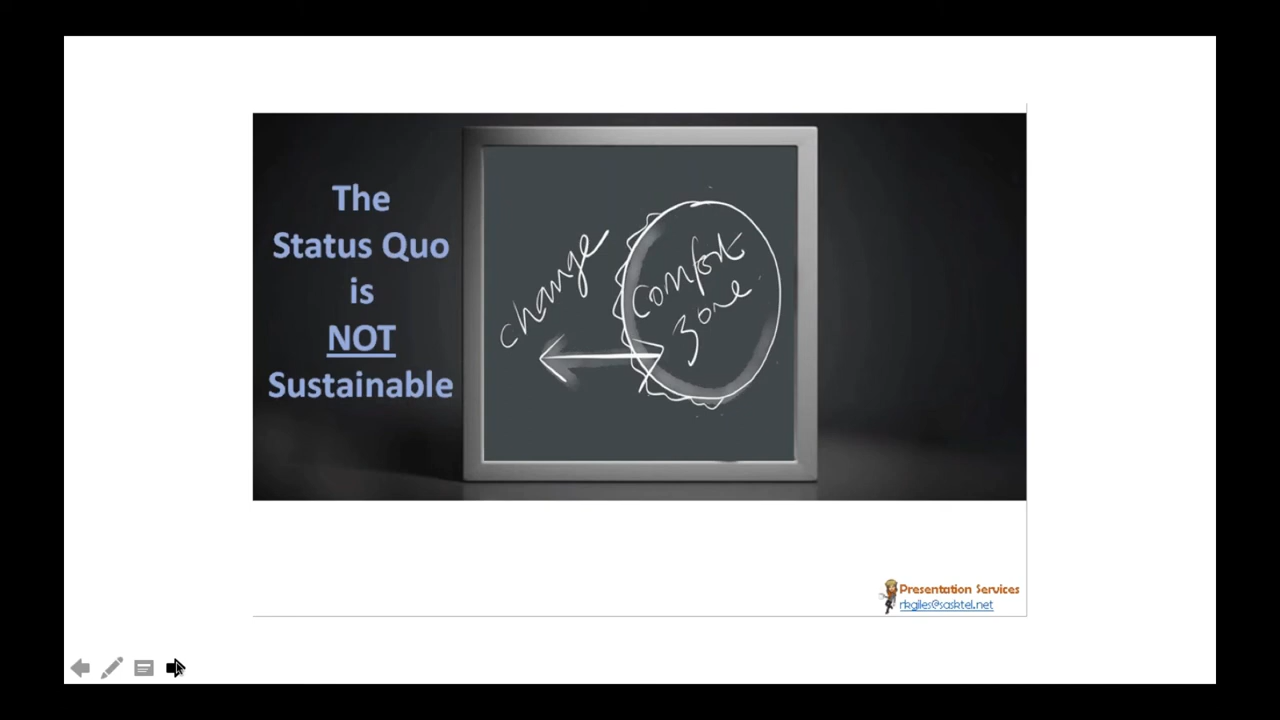 The
Status Quo
is
NOT
Sustainable
change
comfort
zone
Presentation Services
rkgiles@sasktel.net